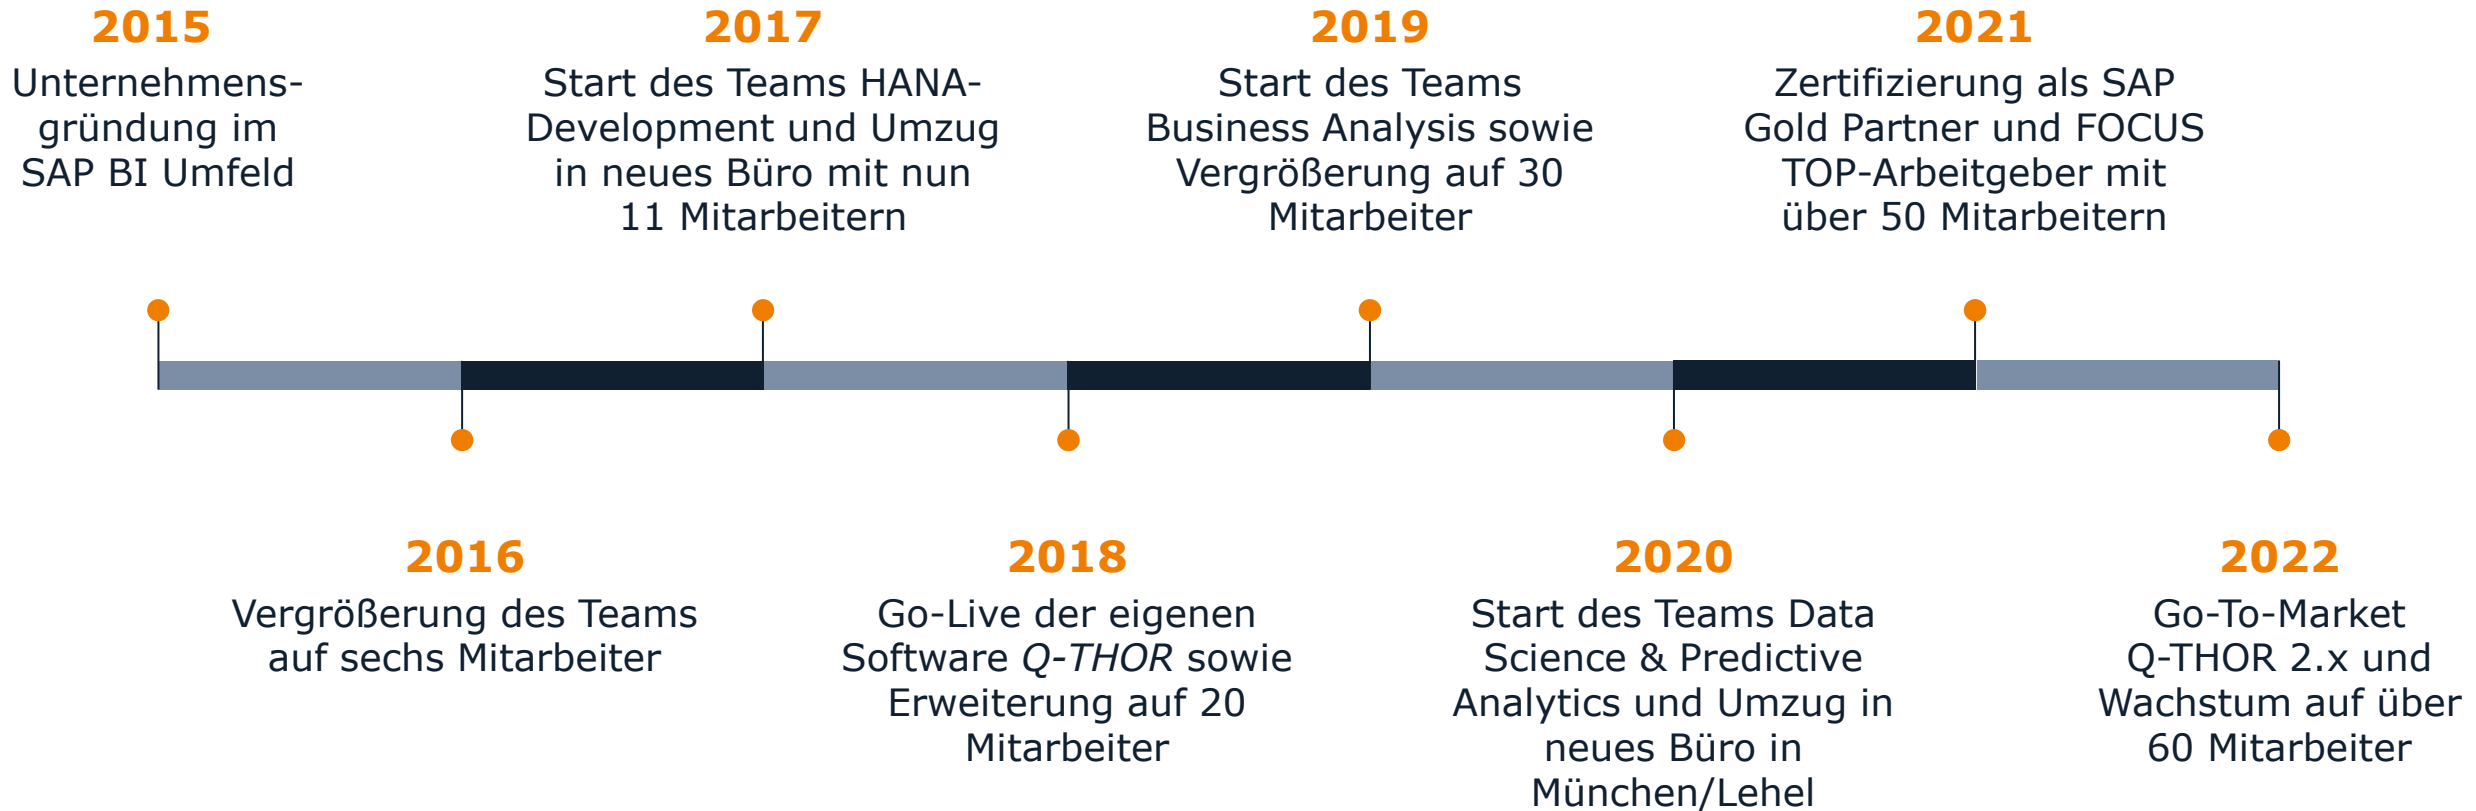 2015
Unternehmens-
gründung im
SAP BI Umfeld
2016
Vergrößerung des Teams
auf sechs Mitarbeiter
2017
Start des Teams HANA-
Development und Umzug
in neues Büro mit nun
11 Mitarbeitern
2018
Go-Live der eigenen
Software Q-THOR sowie
Erweiterung auf 20
Mitarbeiter
2019
Start des Teams
Business Analysis sowie
Vergrößerung auf 30
Mitarbeiter
2020
Start des Teams Data
Science & Predictive
Analytics und Umzug in
neues Büro in
München/Lehel
2021
Zertifizierung als SAP
Gold Partner und FOCUS
TOP-Arbeitgeber mit
über 50 Mitarbeitern
2022
Go-To-Market
Q-THOR 2.x und
Wachstum auf über
60 Mitarbeiter